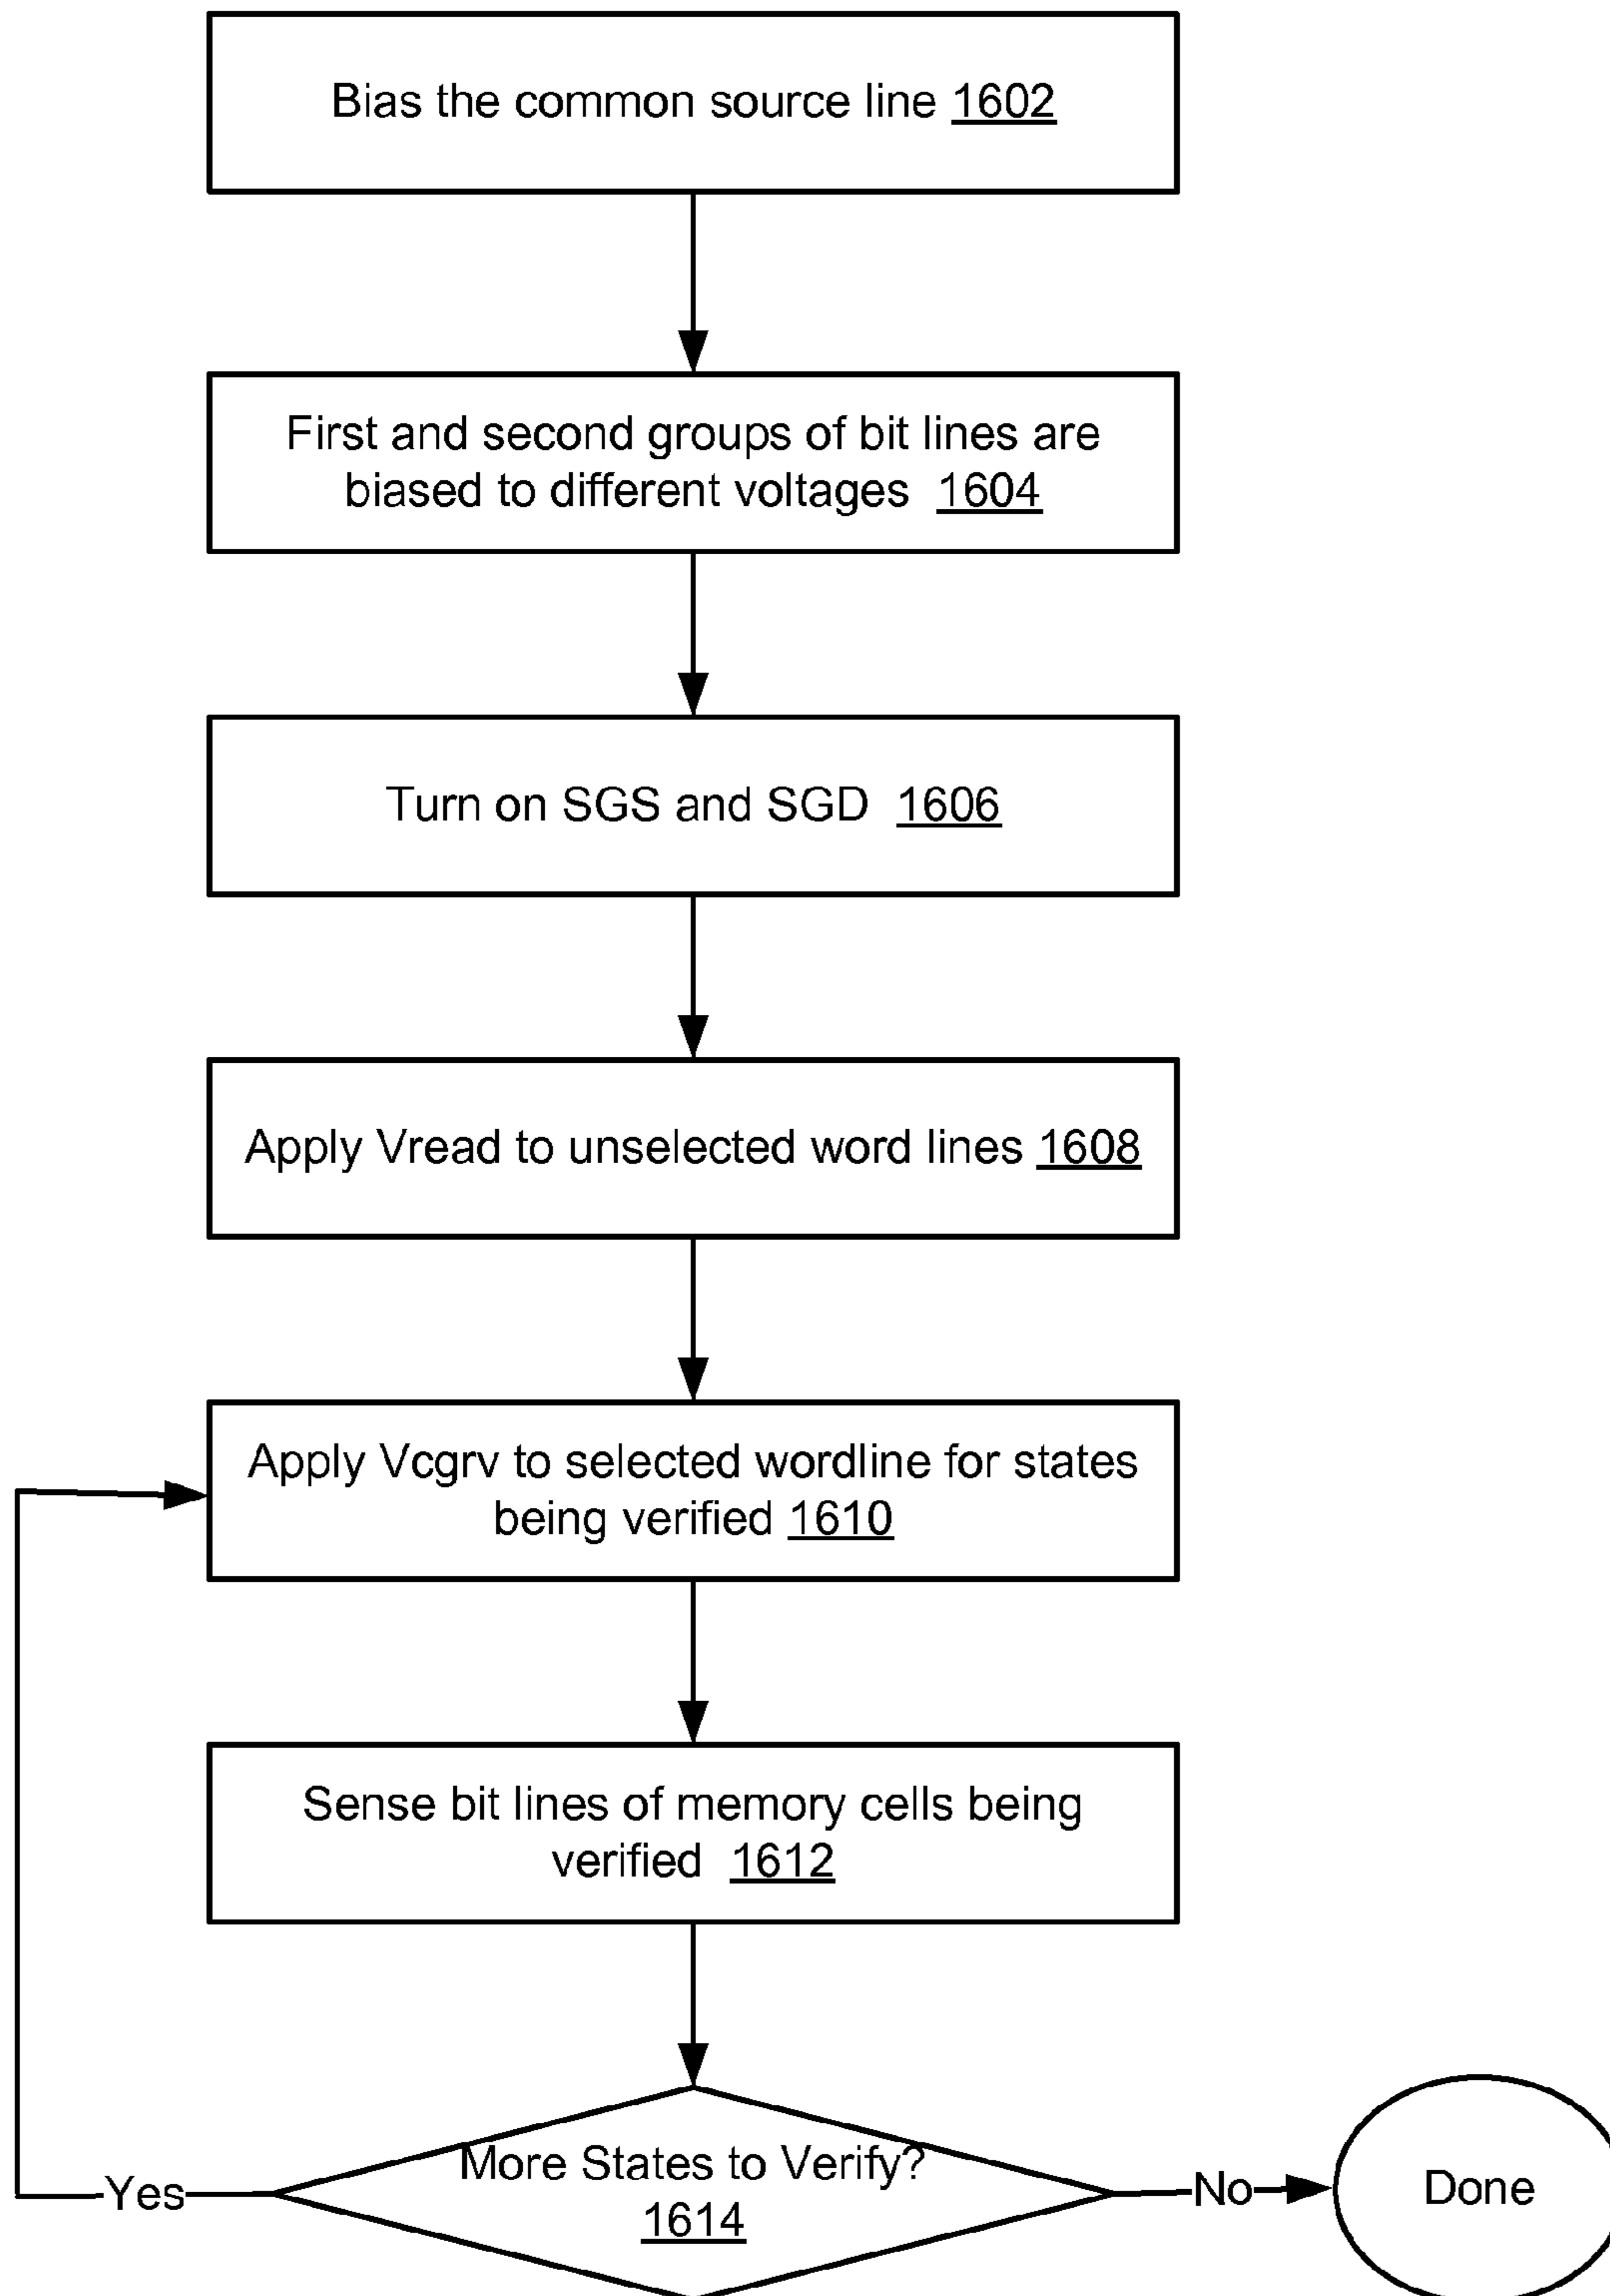 Bias the common source line 1602
First and second groups of bit lines are
biased to different voltages 1604
Turn on SGS and SGD 1606
Apply Vread to unselected word lines 1608
Apply Vcgrv to selected wordline for states
being verified 1610
Sense bit lines of memory cells being
verified 1612
More States to Verify?
1614
Yes
No
Done